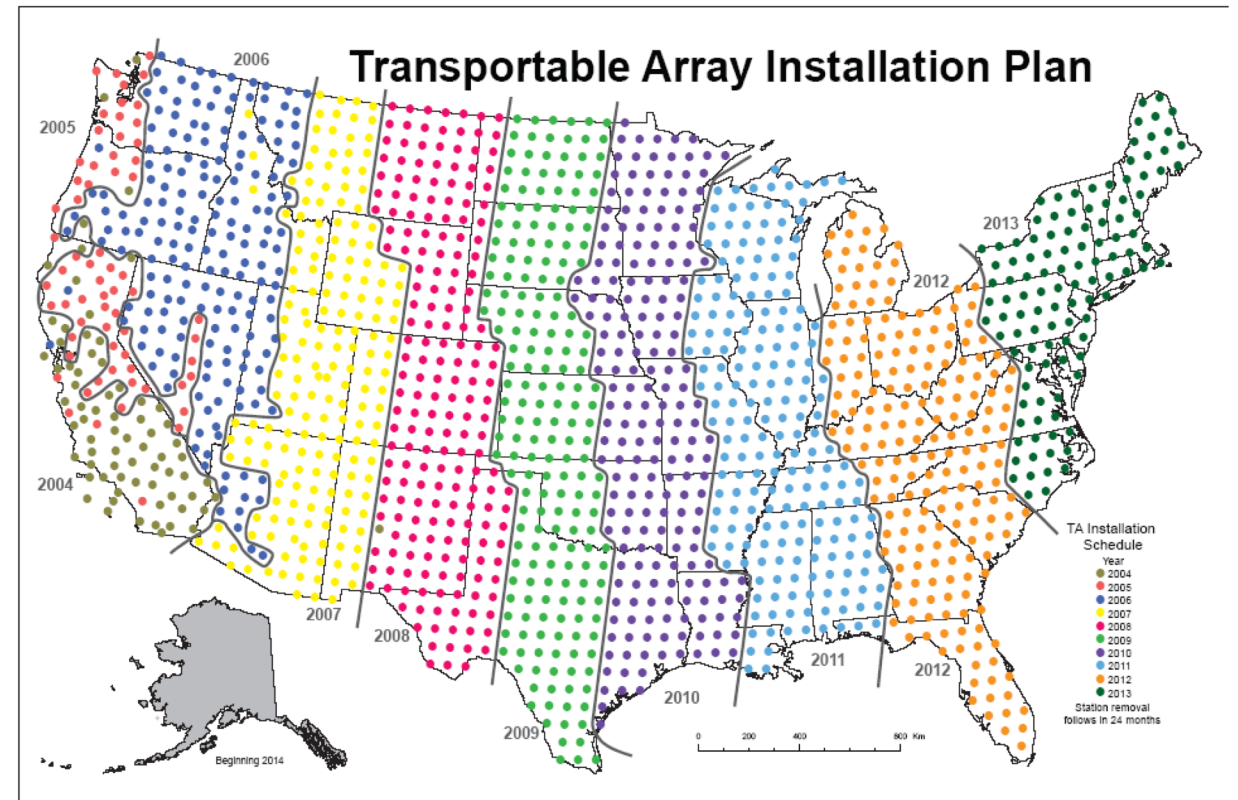 Transportable Array Installation Plan
2006
2005
2013
2012
2004
2007
2008
2009
2010
2011
2012
TA Installation
Schedule
Year
2004
2005
2006
2007
2008
2009
2010
2011
2012
2013
Station removal
follows in 24 months
0 200 400 800 Km
Beginning 2014